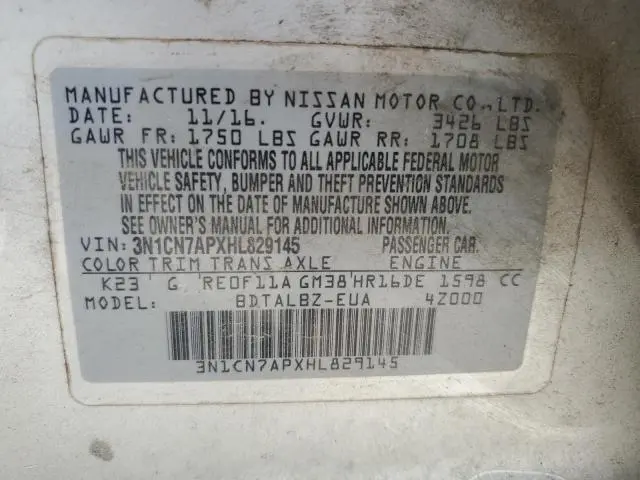 MANUFACTURED BY NISSAN MOTOR CO.,LTD.
DATE: 11/16. GVWR: 3426 LBS
GAWR FR: 1750 LBS GAWR RR: 1708 LBS
THIS VEHICLE CONFORMS TO ALL APPLICABLE FEDERAL MOTOR
VEHICLE SAFETY, BUMPER AND THEFT PREVENTION STANDARDS
IN EFFECT ON THE DATE OF MANUFACTURE SHOWN ABOVE.
SEE OWNER'S MANUAL FOR ADDITIONAL INFORMATION.
VIN: 3N1CN7APXHL829145 PASSENGER CAR.
COLOR TRIM TRANS AXLE ENGINE
K23 G RE0F11A GM38 HR16DE 1598 CC
MODEL: BDTALBZ-EUA 4Z000
3N1CN7APXHL829145